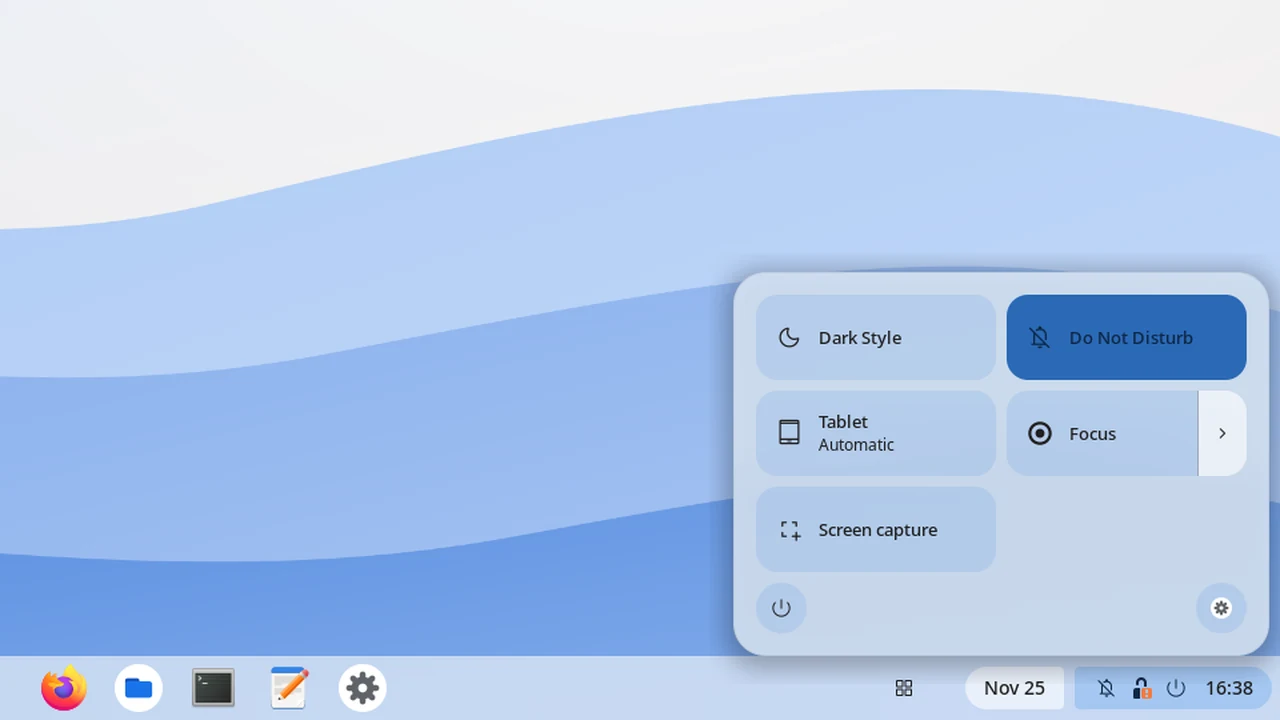 Dark Style
Do Not Disturb
Tablet
Automatic
Focus
Screen capture
Nov 25
16:38